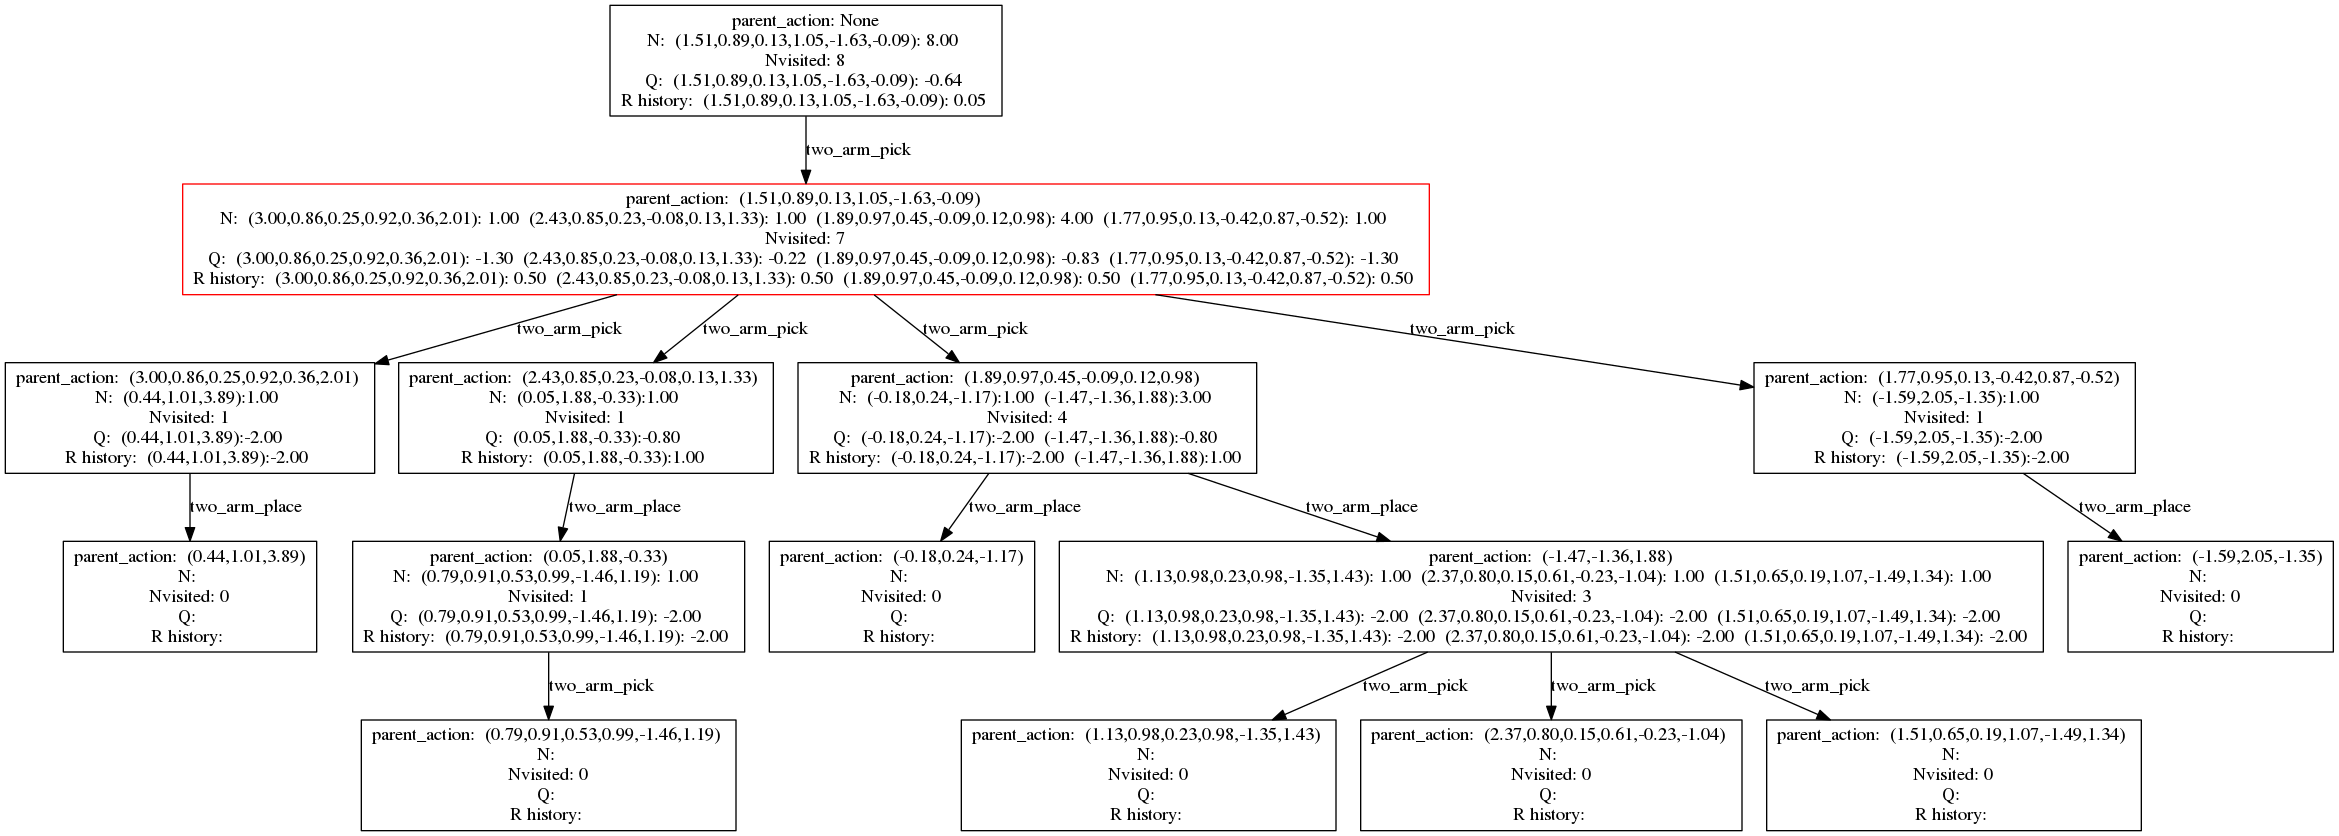 parent_action: None
N:  (1.51,0.89,0.13,1.05,-1.63,-0.09): 8.00
Nvisited: 8
Q:  (1.51,0.89,0.13,1.05,-1.63,-0.09): -0.64
R history:  (1.51,0.89,0.13,1.05,-1.63,-0.09): 0.05
two_arm_pick
parent_action:  (1.51,0.89,0.13,1.05,-1.63,-0.09)
N:  (3.00,0.86,0.25,0.92,0.36,2.01): 1.00  (2.43,0.85,0.23,-0.08,0.13,1.33): 1.00  (1.89,0.97,0.45,-0.09,0.12,0.98): 4.00  (1.77,0.95,0.13,-0.42,0.87,-0.52): 1.00
Nvisited: 7
Q:  (3.00,0.86,0.25,0.92,0.36,2.01): -1.30  (2.43,0.85,0.23,-0.08,0.13,1.33): -0.22  (1.89,0.97,0.45,-0.09,0.12,0.98): -0.83  (1.77,0.95,0.13,-0.42,0.87,-0.52): -1.30
R history:  (3.00,0.86,0.25,0.92,0.36,2.01): 0.50  (2.43,0.85,0.23,-0.08,0.13,1.33): 0.50  (1.89,0.97,0.45,-0.09,0.12,0.98): 0.50  (1.77,0.95,0.13,-0.42,0.87,-0.52): 0.50
two_arm_pick
two_arm_pick
two_arm_pick
two_arm_pick
parent_action:  (3.00,0.86,0.25,0.92,0.36,2.01)
N:  (0.44,1.01,3.89):1.00
Nvisited: 1
Q:  (0.44,1.01,3.89):-2.00
R history:  (0.44,1.01,3.89):-2.00
parent_action:  (2.43,0.85,0.23,-0.08,0.13,1.33)
N:  (0.05,1.88,-0.33):1.00
Nvisited: 1
Q:  (0.05,1.88,-0.33):-0.80
R history:  (0.05,1.88,-0.33):1.00
parent_action:  (1.89,0.97,0.45,-0.09,0.12,0.98)
N:  (-0.18,0.24,-1.17):1.00  (-1.47,-1.36,1.88):3.00
Nvisited: 4
Q:  (-0.18,0.24,-1.17):-2.00  (-1.47,-1.36,1.88):-0.80
R history:  (-0.18,0.24,-1.17):-2.00  (-1.47,-1.36,1.88):1.00
parent_action:  (1.77,0.95,0.13,-0.42,0.87,-0.52)
N:  (-1.59,2.05,-1.35):1.00
Nvisited: 1
Q:  (-1.59,2.05,-1.35):-2.00
R history:  (-1.59,2.05,-1.35):-2.00
two_arm_place
two_arm_place
two_arm_place
two_arm_place
two_arm_place
parent_action:  (0.44,1.01,3.89)
N:
Nvisited: 0
Q:
R history:
parent_action:  (0.05,1.88,-0.33)
N:  (0.79,0.91,0.53,0.99,-1.46,1.19): 1.00
Nvisited: 1
Q:  (0.79,0.91,0.53,0.99,-1.46,1.19): -2.00
R history:  (0.79,0.91,0.53,0.99,-1.46,1.19): -2.00
parent_action:  (-0.18,0.24,-1.17)
N:
Nvisited: 0
Q:
R history:
parent_action:  (-1.47,-1.36,1.88)
N:  (1.13,0.98,0.23,0.98,-1.35,1.43): 1.00  (2.37,0.80,0.15,0.61,-0.23,-1.04): 1.00  (1.51,0.65,0.19,1.07,-1.49,1.34): 1.00
Nvisited: 3
Q:  (1.13,0.98,0.23,0.98,-1.35,1.43): -2.00  (2.37,0.80,0.15,0.61,-0.23,-1.04): -2.00  (1.51,0.65,0.19,1.07,-1.49,1.34): -2.00
R history:  (1.13,0.98,0.23,0.98,-1.35,1.43): -2.00  (2.37,0.80,0.15,0.61,-0.23,-1.04): -2.00  (1.51,0.65,0.19,1.07,-1.49,1.34): -2.00
parent_action:  (-1.59,2.05,-1.35)
N:
Nvisited: 0
Q:
R history:
two_arm_pick
two_arm_pick
two_arm_pick
two_arm_pick
parent_action:  (0.79,0.91,0.53,0.99,-1.46,1.19)
N:
Nvisited: 0
Q:
R history:
parent_action:  (1.13,0.98,0.23,0.98,-1.35,1.43)
N:
Nvisited: 0
Q:
R history:
parent_action:  (2.37,0.80,0.15,0.61,-0.23,-1.04)
N:
Nvisited: 0
Q:
R history:
parent_action:  (1.51,0.65,0.19,1.07,-1.49,1.34)
N:
Nvisited: 0
Q:
R history: